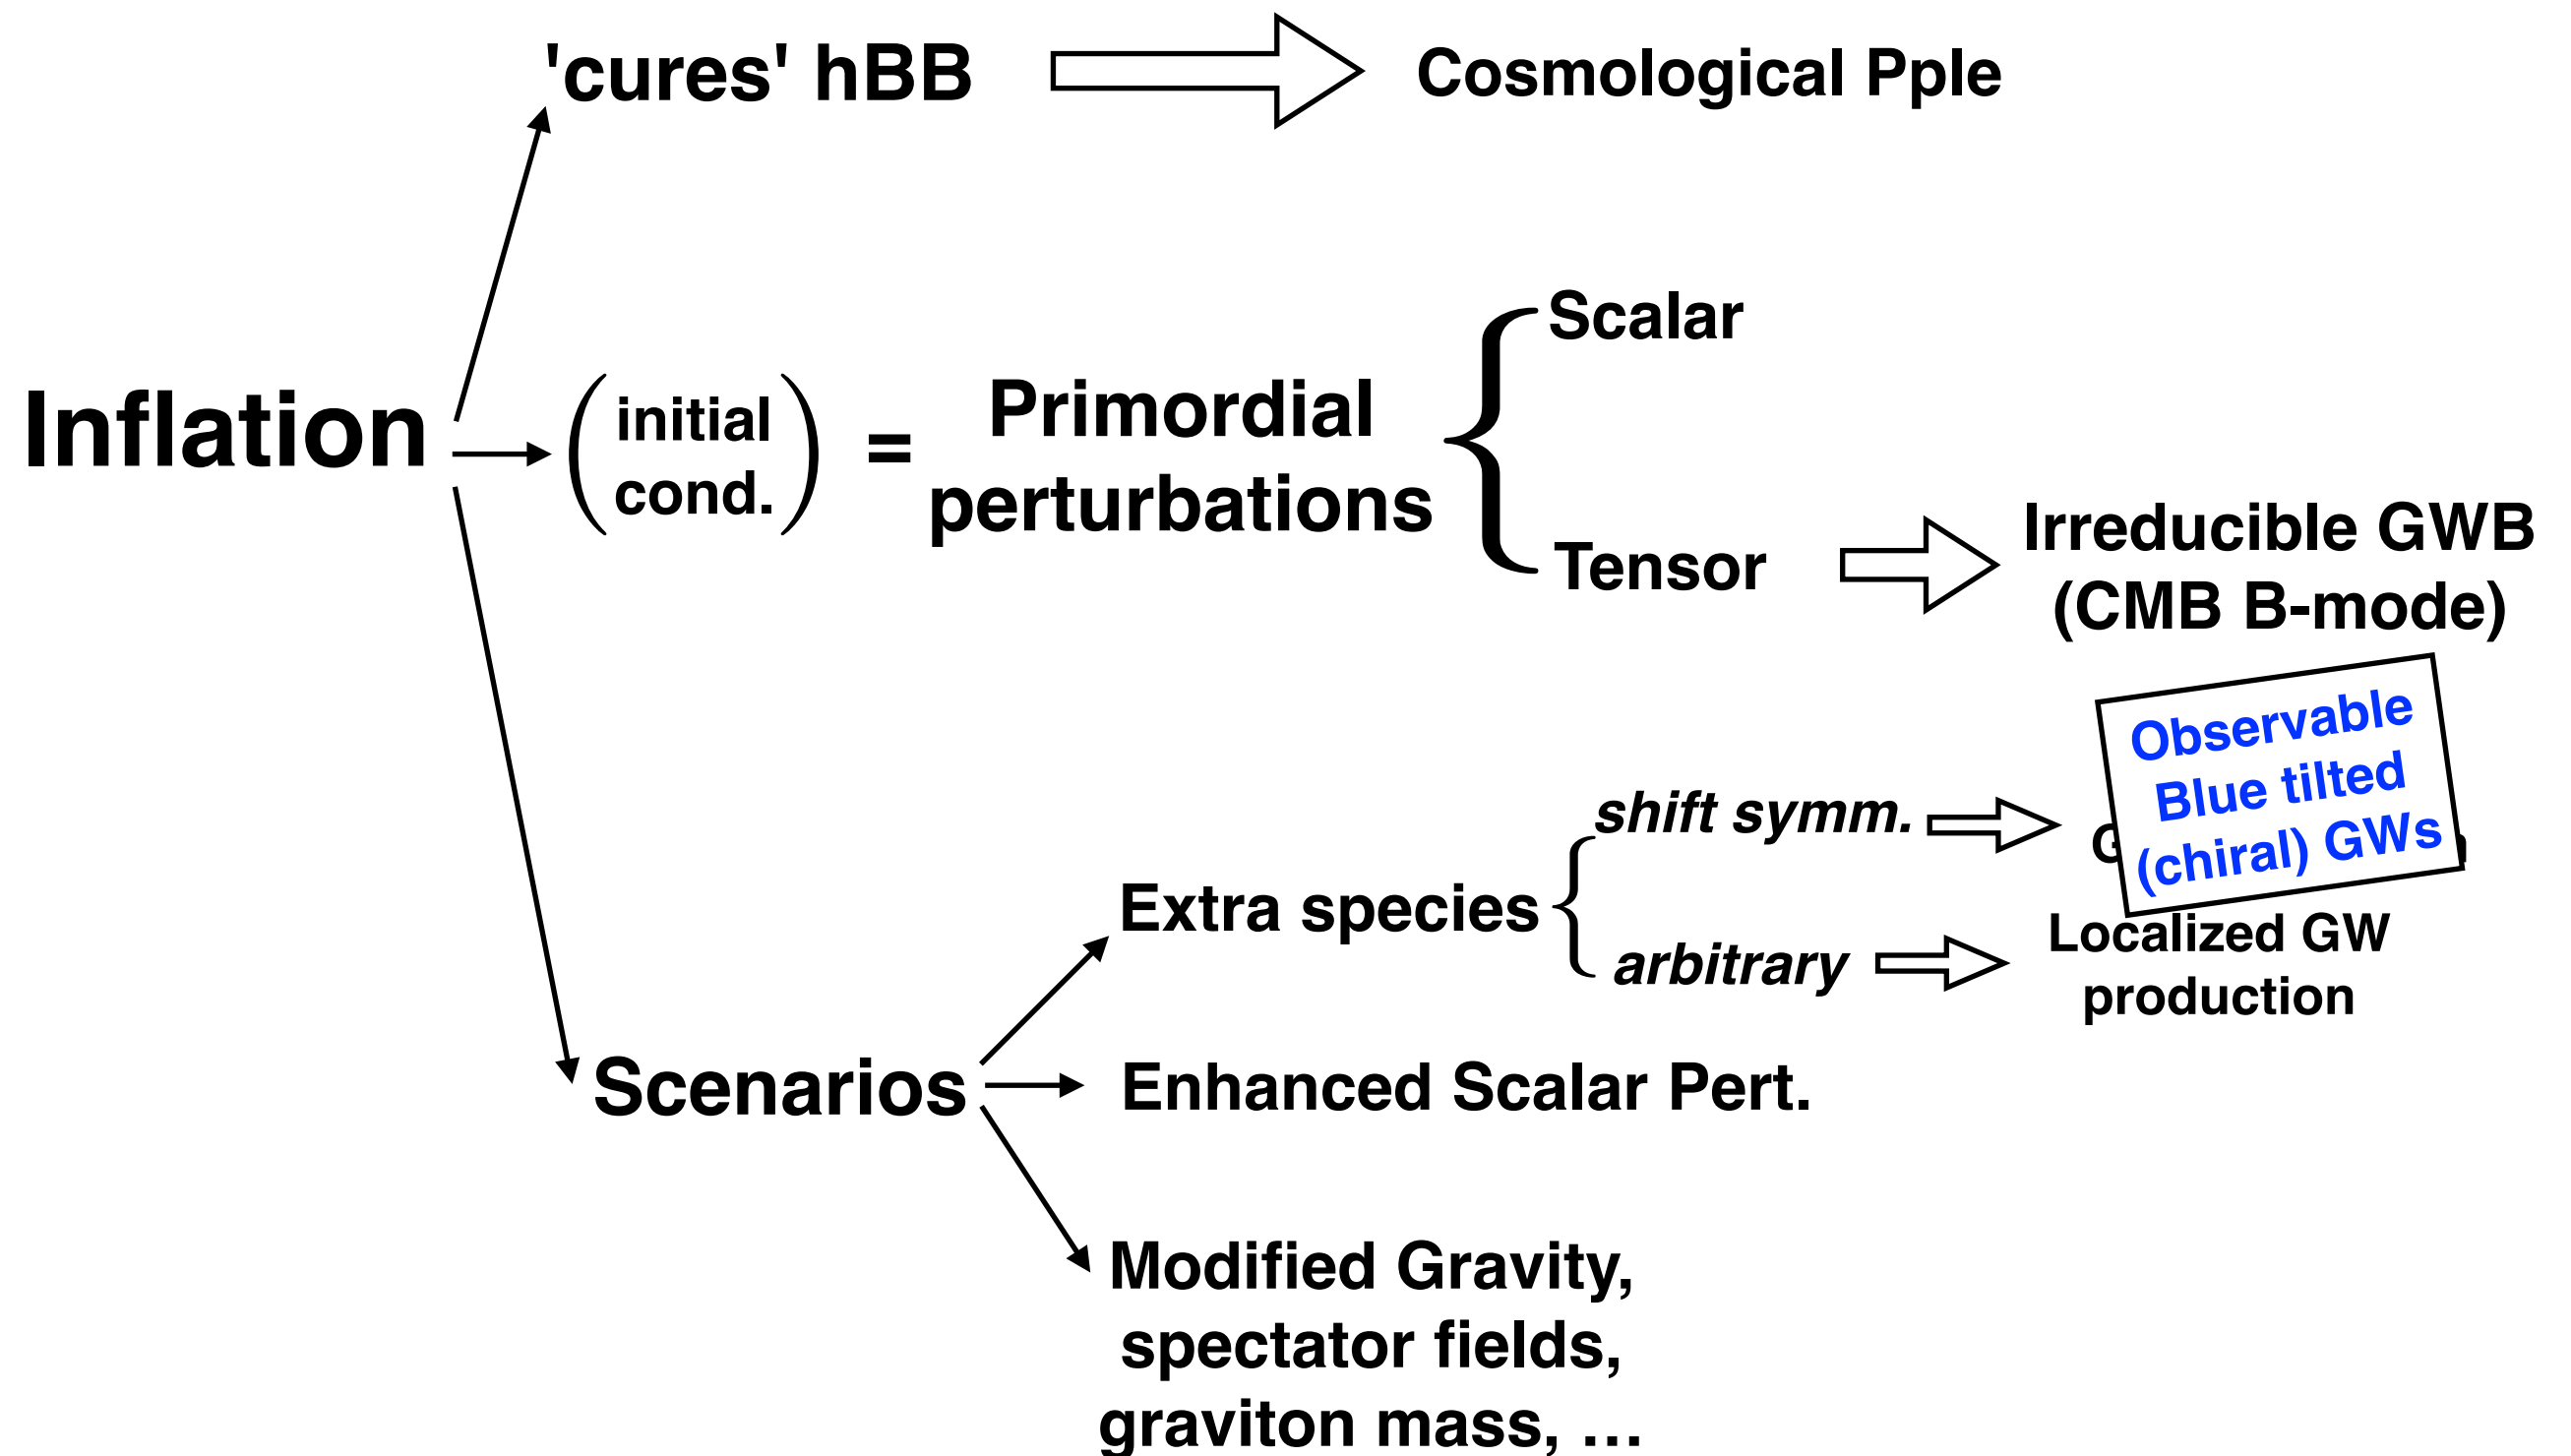 'cures' hBB
Cosmological Pple
Inflation
initial
cond.
=
Primordial
perturbations
Scalar
Tensor
Irreducible GWB
(CMB B-mode)
Observable
Blue tilted
(chiral) GWs
shift symm.
Extra species
arbitrary
Localized GW
production
Scenarios
Enhanced Scalar Pert.
Modified Gravity,
spectator fields,
graviton mass, …